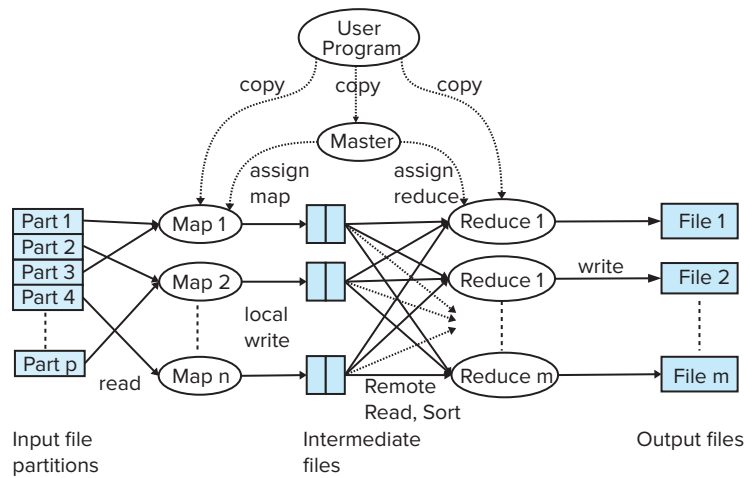 User
Program
copy
copy
copy
Master
assign
map
assign
reduce
Part 1
Part 2
Part 3
Part 4
Part p
Map 1
Map 2
Map n
read
local
write
Reduce 1
Reduce 1
Reduce m
Remote
Read, Sort
write
File 1
File 2
File m
Input file
partitions
Intermediate
files
Output files